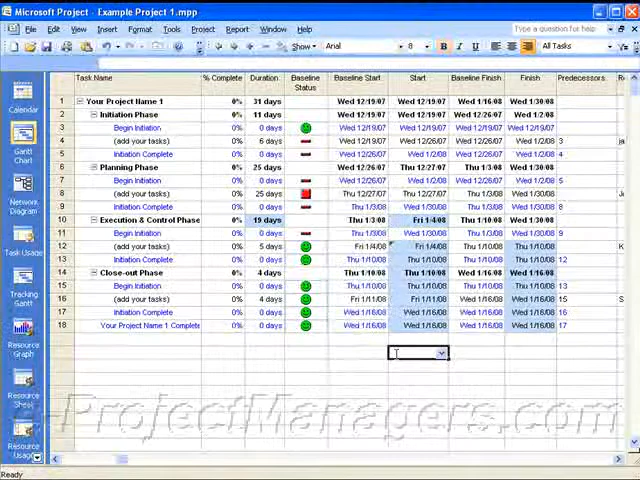 Microsoft Project - Example Project 1.mpp
File Edit View Insert Format Tools Project Report Collaborate Window Help Type a question for help
Show Arial 8 B I U All Tasks
Task Name % Complete Duration Baseline Status Baseline Start Start Baseline Finish Finish Predecessors
1 Your Project Name 1 0% 31 days Wed 12/19/07 Wed 12/19/07 Wed 1/16/08 Wed 1/30/08
2 Initiation Phase 0% 11 days Wed 12/19/07 Wed 12/19/07 Wed 12/26/07 Wed 1/2/08
3 Begin Initiation 0% 0 days Wed 12/19/07 Wed 12/19/07 Wed 12/19/07 Wed 12/19/07
4 (add your tasks) 0% 6 days Wed 12/19/07 Wed 12/26/07 Wed 12/26/07 Wed 1/2/08 3
5 Initiation Complete 0% 0 days Wed 12/26/07 Wed 1/2/08 Wed 12/26/07 Wed 1/2/08 4
6 Planning Phase 0% 25 days Wed 12/26/07 Thu 12/27/07 Thu 1/3/08 Wed 1/30/08
7 Begin Initiation 0% 0 days Wed 12/26/07 Wed 1/2/08 Wed 12/26/07 Wed 1/2/08 5
8 (add your tasks) 0% 25 days Thu 12/27/07 Thu 12/27/07 Thu 1/3/08 Wed 1/30/08
9 Initiation Complete 0% 0 days Thu 1/3/08 Wed 1/30/08 Thu 1/3/08 Wed 1/30/08 8
10 Execution & Control Phase 0% 19 days Thu 1/3/08 Fri 1/4/08 Thu 1/10/08 Wed 1/30/08
11 Begin Initiation 0% 0 days Thu 1/3/08 Wed 1/30/08 Thu 1/3/08 Wed 1/30/08 9
12 (add your tasks) 0% 5 days Fri 1/4/08 Fri 1/4/08 Thu 1/10/08 Thu 1/10/08
13 Initiation Complete 0% 0 days Thu 1/10/08 Thu 1/10/08 Thu 1/10/08 Thu 1/10/08 12
14 Close-out Phase 0% 4 days Thu 1/10/08 Thu 1/10/08 Wed 1/16/08 Wed 1/16/08
15 Begin Initiation 0% 0 days Thu 1/10/08 Thu 1/10/08 Thu 1/10/08 Thu 1/10/08 13
16 (add your tasks) 0% 4 days Fri 1/11/08 Fri 1/11/08 Wed 1/16/08 Wed 1/16/08 15
17 Initiation Complete 0% 0 days Wed 1/16/08 Wed 1/16/08 Wed 1/16/08 Wed 1/16/08 16
18 Your Project Name 1 Complete 0% 0 days Wed 1/16/08 Wed 1/16/08 Wed 1/16/08 Wed 1/16/08 17
Calendar
Gantt Chart
Network Diagram
Task Usage
Tracking Gantt
Resource Graph
Resource Sheet
Resource Usage
-ProjectManagers.com
Ready